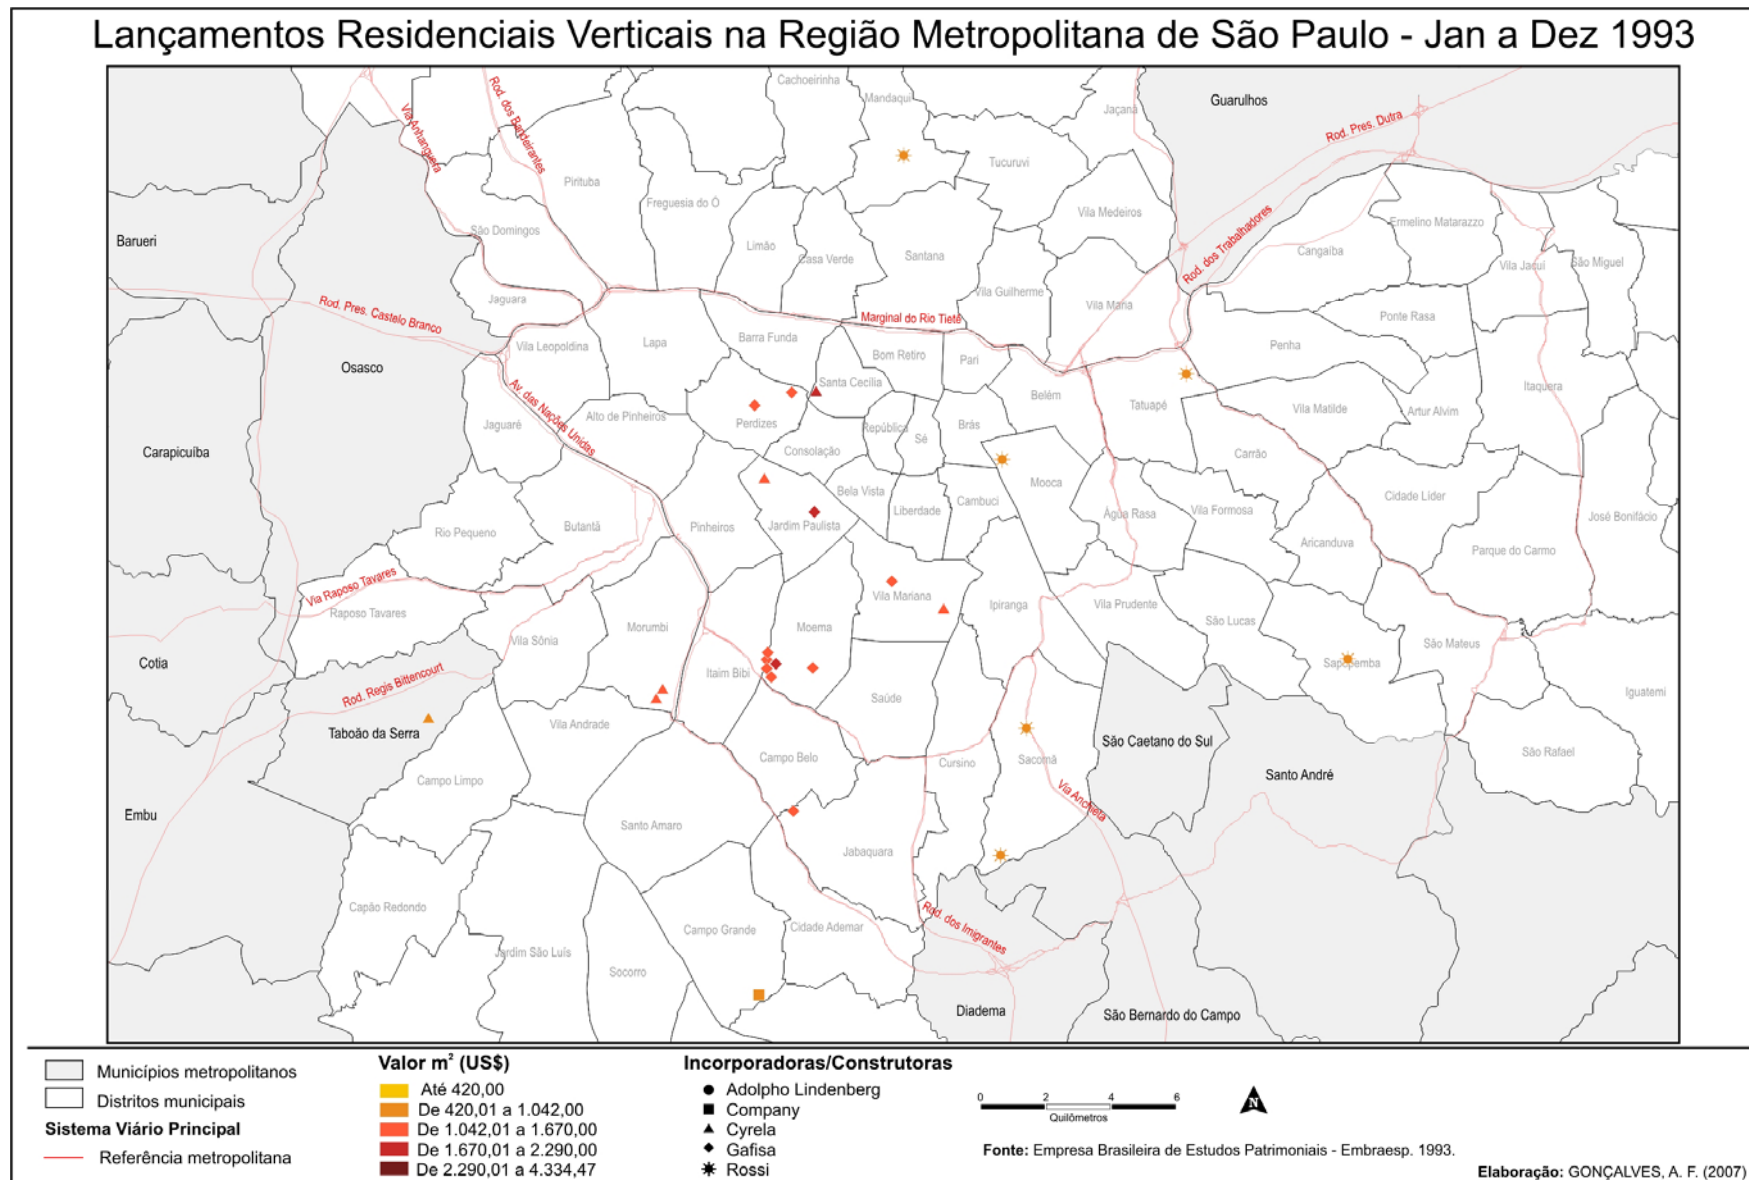 Lançamentos Residenciais Verticais na Região Metropolitana de São Paulo - Jan a Dez 1993
Cachoeirinha
Mandaqui
Jaçanã
Guarulhos
Rod. Pres. Dutra
Via Anhanguera
Rod. dos Bandeirantes
Tucuruvi
Pirituba
Freguesia do Ó
Vila Medeiros
Ermelino Matarazzo
São Domingos
Barueri
Limão
Casa Verde
Santana
Rod. dos Trabalhadores
Cangaíba
Vila Jacuí
São Miguel
Jaguara
Vila Guilherme
Vila Maria
Rod. Pres. Castelo Branco
Marginal do Rio Tietê
Ponte Rasa
Vila Leopoldina
Lapa
Barra Funda
Bom Retiro
Pari
Penha
Osasco
Santa Cecília
Belém
Itaquera
Av. das Nações Unidas
Alto de Pinheiros
Perdizes
Tatuapé
Vila Matilde
Artur Alvim
Jaguaré
República
Sé
Brás
Carapicuíba
Consolação
Carrão
Bela Vista
Mooca
Cidade Líder
Liberdade
Cambuci
Rio Pequeno
Butantã
Pinheiros
Jardim Paulista
Água Rasa
Vila Formosa
José Bonifácio
Aricanduva
Parque do Carmo
Via Raposo Tavares
Raposo Tavares
Vila Mariana
Ipiranga
Vila Prudente
São Lucas
Morumbi
Moema
Vila Sônia
São Mateus
Cotia
Itaim Bibi
Sapopemba
Rod. Regis Bittencourt
Saúde
Iguatemi
Vila Andrade
Taboão da Serra
São Caetano do Sul
São Rafael
Campo Belo
Cursino
Sacomã
Santo André
Campo Limpo
Via Anchieta
Embu
Santo Amaro
Jabaquara
Capão Redondo
Rod. dos Imigrantes
Campo Grande
Cidade Ademar
Jardim São Luís
Socorro
Diadema
São Bernardo do Campo
Municípios metropolitanos
Distritos municipais
Sistema Viário Principal
Referência metropolitana
Valor m² (US$)
Até 420,00
De 420,01 a 1.042,00
De 1.042,01 a 1.670,00
De 1.670,01 a 2.290,00
De 2.290,01 a 4.334,47
Incorporadoras/Construtoras
Adolpho Lindenberg
Company
Cyrela
Gafisa
Rossi
0 2 4 6
Quilômetros
N
Fonte: Empresa Brasileira de Estudos Patrimoniais - Embraesp. 1993.
Elaboração: GONÇALVES, A. F. (2007)